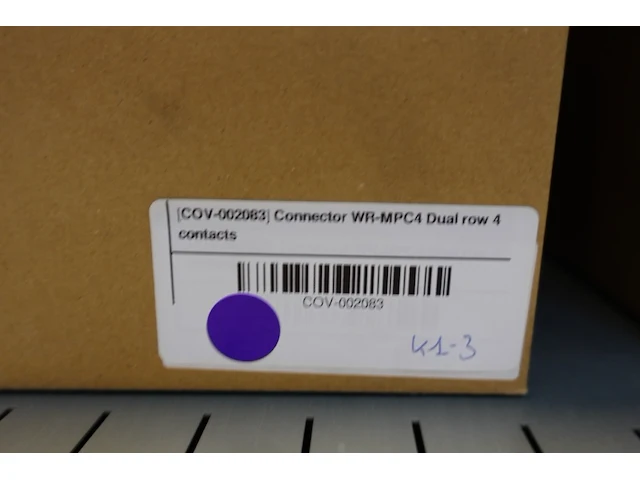 [COV-002083] Connector WR-MPC4 Dual row 4
contacts
COV-002083
K1-3